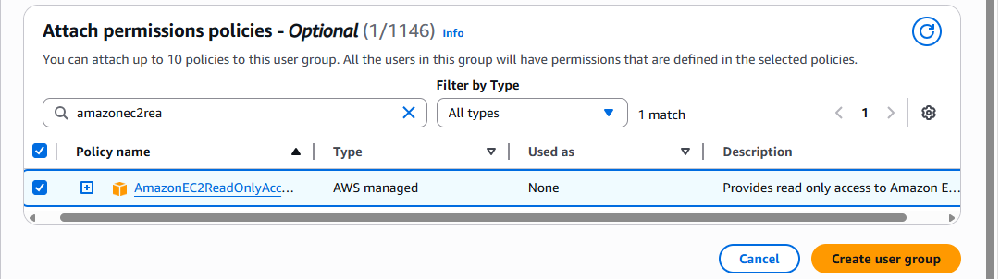 Attach permissions policies - Optional (1/1146) Info
You can attach up to 10 policies to this user group. All the users in this group will have permissions that are defined in the selected policies.
Filter by Type
amazonec2rea All types 1 match 1
Policy name Type Used as Description
AmazonEC2ReadOnlyAcc... AWS managed None Provides read only access to Amazon E...
Cancel Create user group